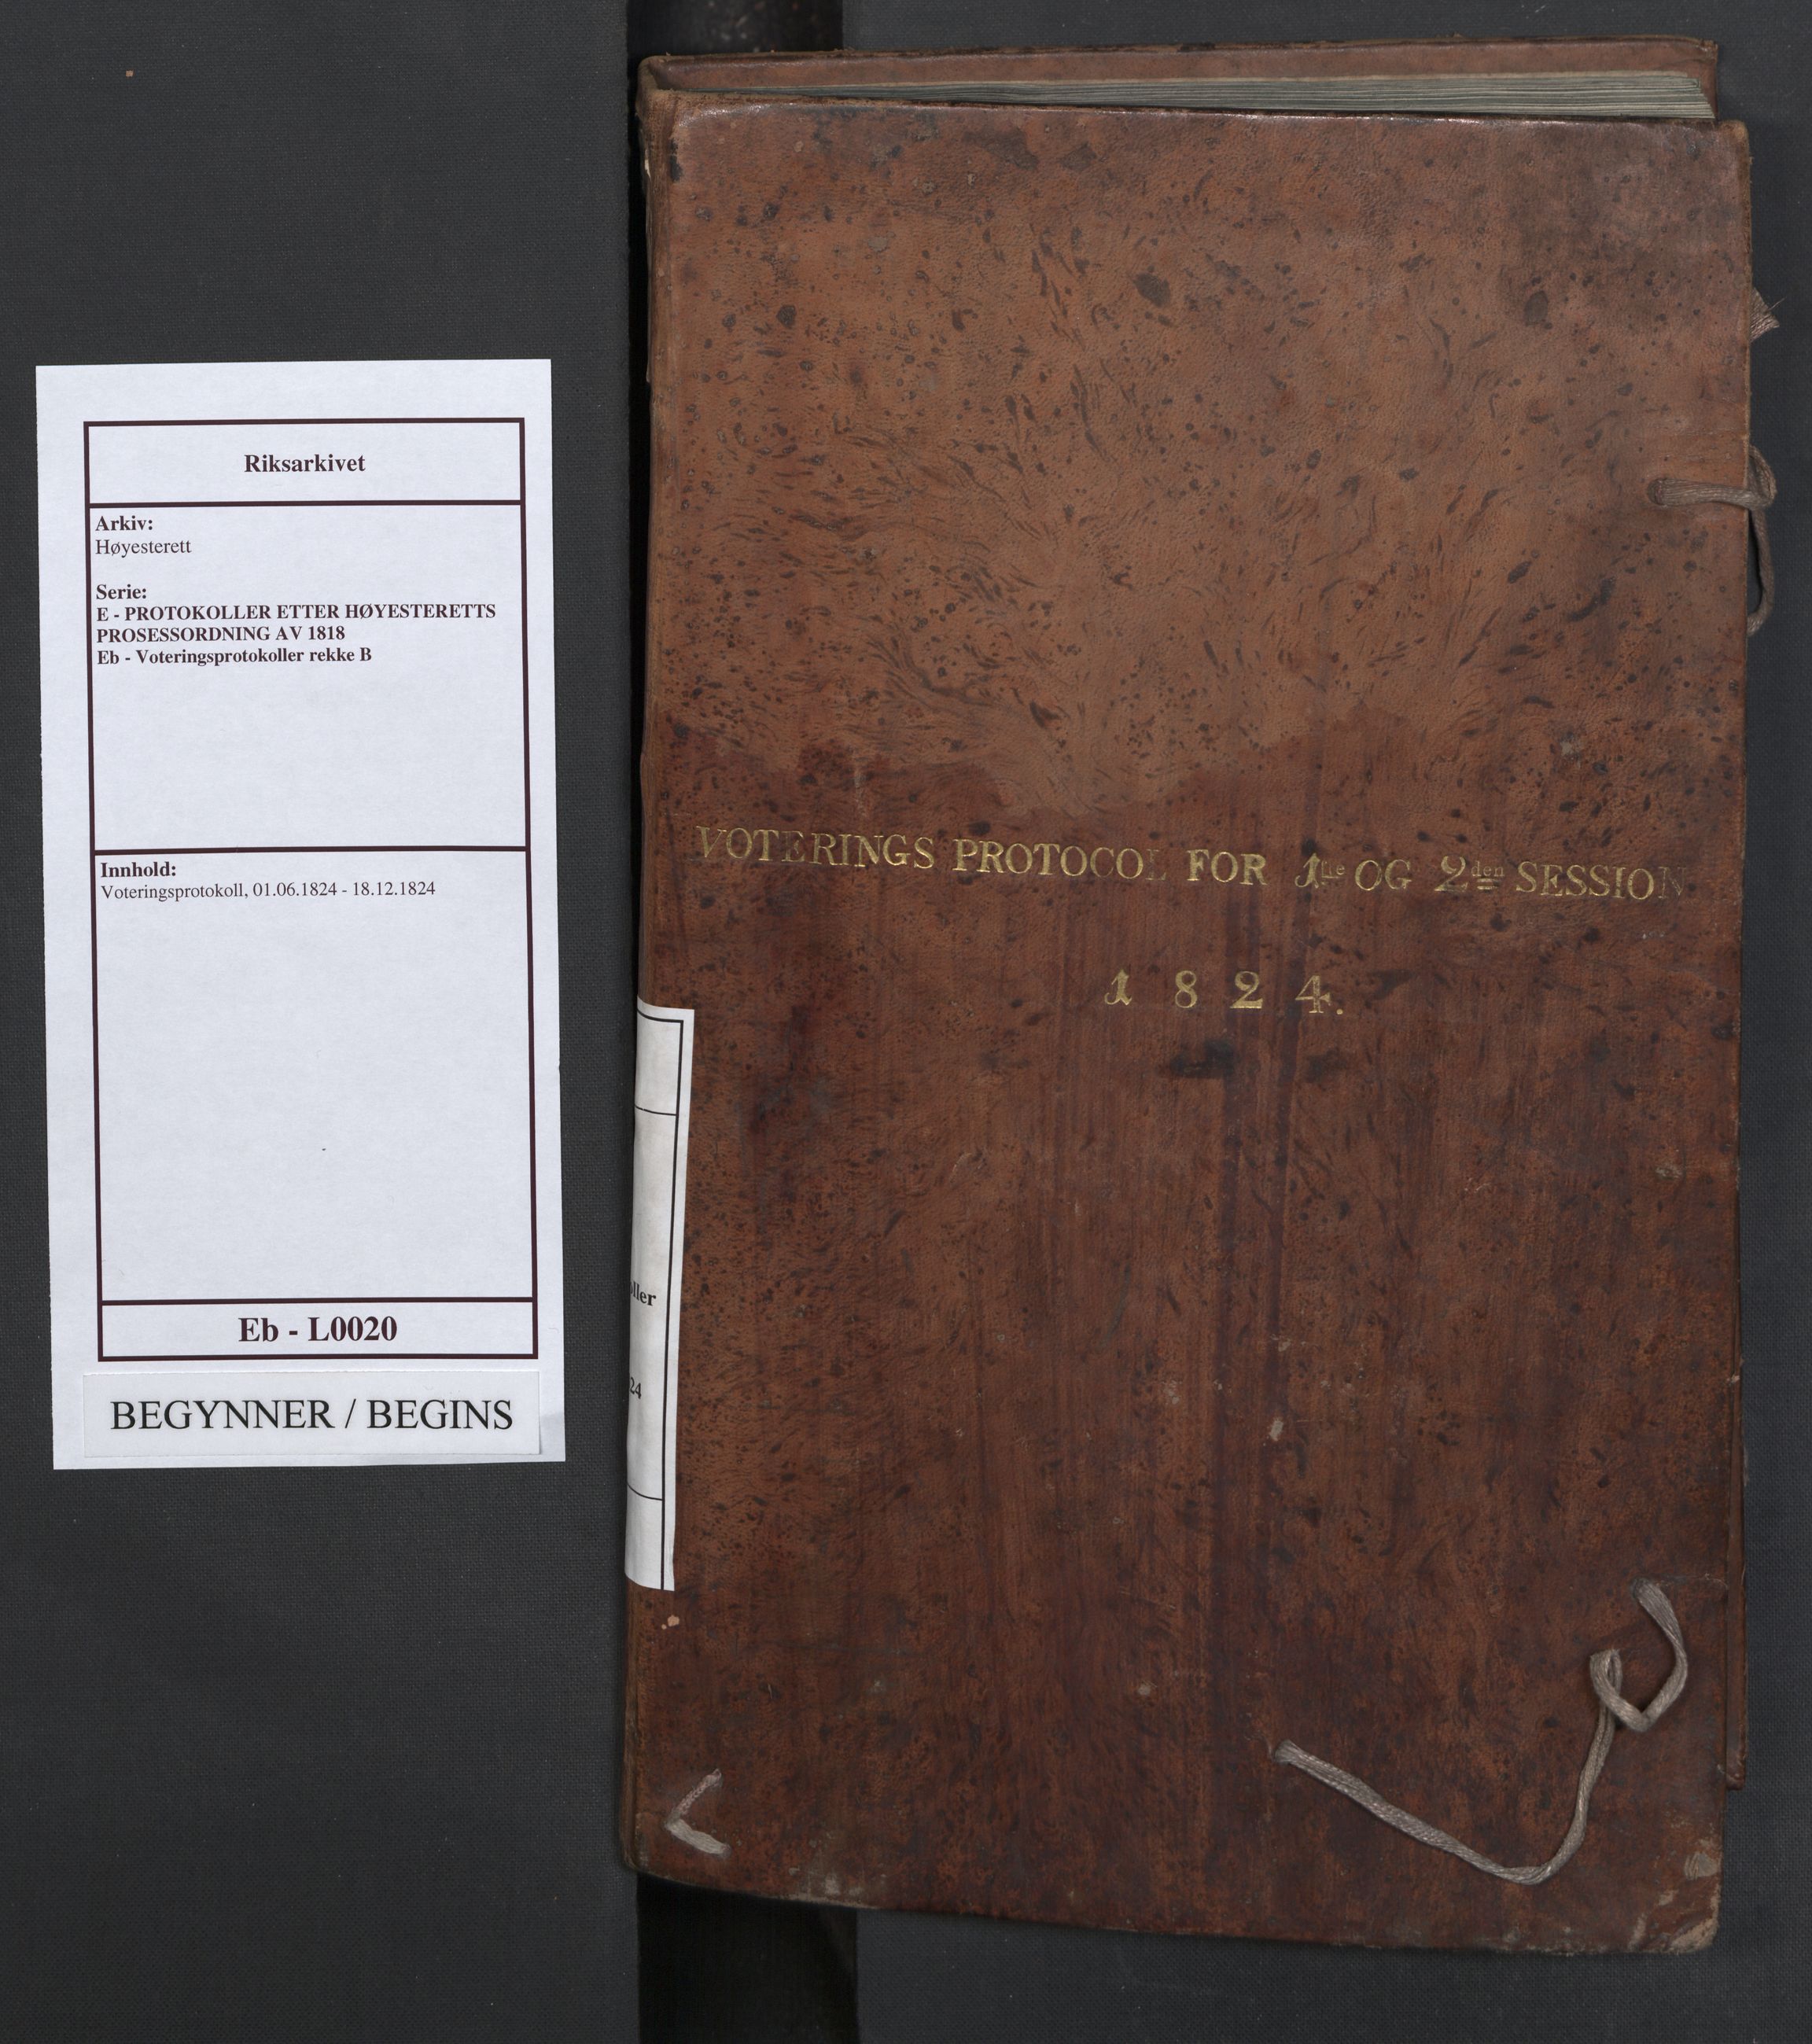 Riksarkivet
Arkiv:
Høyesterett
Serie:
E - PROTOKOLLER ETTER HØYESTERETTS
PROSESSORDNING AV 1818
Eb - Voteringsprotokoller rekke B
Innhold:
Voteringsprotokoll, 01.06.1824 - 18.12.1824
Eb - L0020
BEGYNNER / BEGINS
VOTERINGS PROTOCOL FOR 1ste OG 2den SESSION
1824.
oller
24